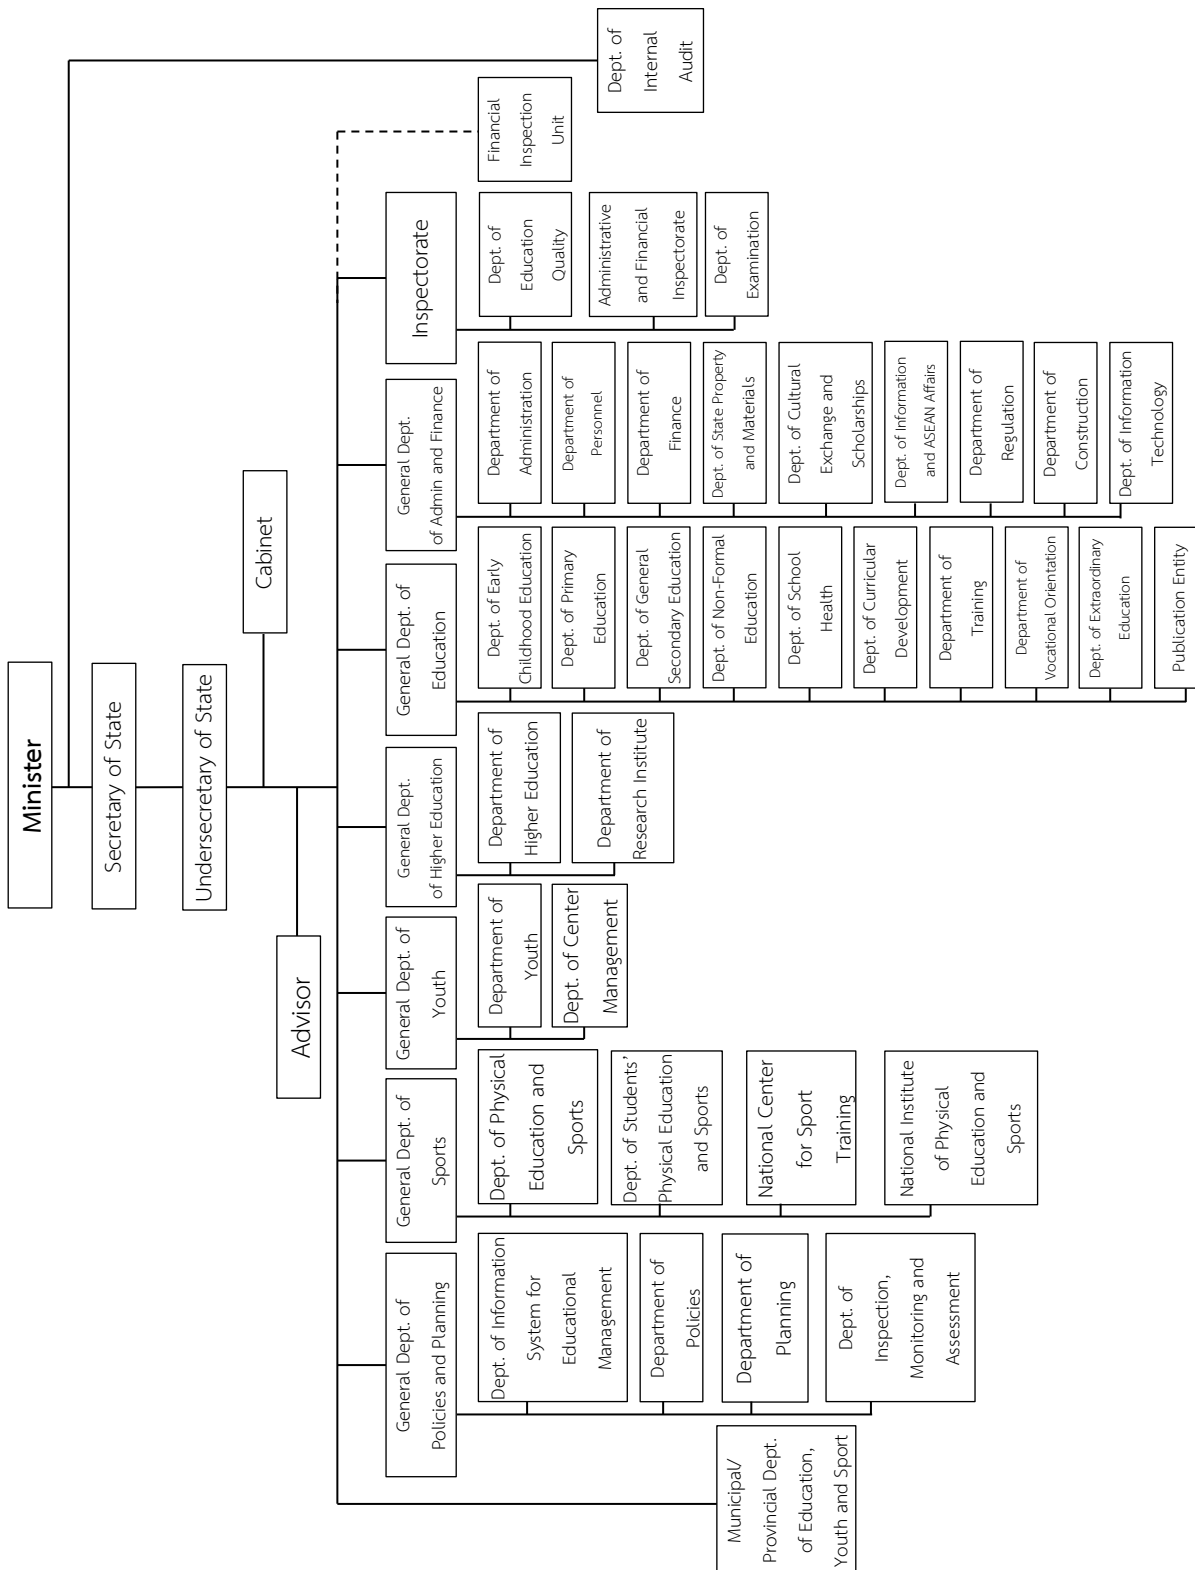 Minister
Secretary of State
Undersecretary of State
Cabinet
Advisor
Dept. of
Internal
Audit
Municipal/
Provincial Dept.
of Education,
Youth and Sport
General Dept. of
Policies and Planning
Dept. of Information
System for
Educational
Management
Department of
Policies
Department of
Planning
Dept. of
Inspection,
Monitoring and
Assessment
General Dept. of
Sports
Dept. of Physical
Education and
Sports
Dept. of Students'
Physical Education
and Sports
National Center
for Sport
Training
National Institute
of Physical
Education and
Sports
General Dept. of
Youth
Department of
Youth
Dept. of Center
Management
General Dept.
of Higher Education
Department of
Higher Education
Department of
Research Institute
General Dept. of
Education
Dept. of Early
Childhood Education
Dept. of Primary
Education
Dept. of General
Secondary Education
Dept. of Non-Formal
Education
Dept. of School
Health
Dept. of Curricular
Development
Department of
Training
Department of
Vocational Orientation
Dept. of Extraordinary
Education
Publication Entity
General Dept.
of Admin and Finance
Department of
Administration
Department of
Personnel
Department of
Finance
Dept. of State Property
and Materials
Dept. of Cultural
Exchange and
Scholarships
Dept. of Information
and ASEAN Affairs
Department of
Regulation
Department of
Construction
Dept. of Information
Technology
Inspectorate
Dept. of
Education
Quality
Administrative
and Financial
Inspectorate
Dept. of
Examination
Financial
Inspection
Unit